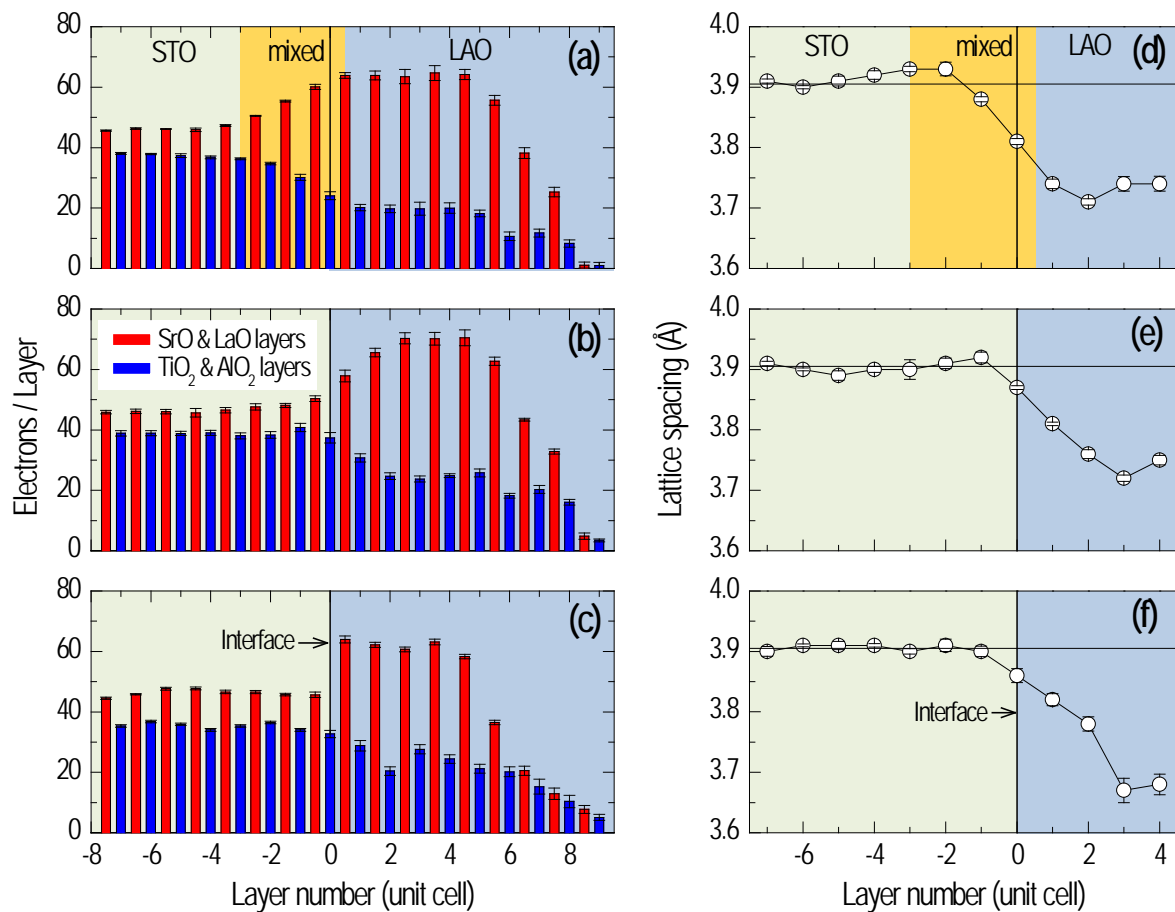 STO mixed LAO (a)
80
60
40
20
0
(b)
SrO & LaO layers
TiO2 & AlO2 layers
80
60
40
20
0
(c)
Interface
80
60
40
20
0
-8 -6 -4 -2 0 2 4 6 8
Electrons / Layer
Layer number (unit cell)
STO mixed LAO
(d)
4.0
3.9
3.8
3.7
3.6
(e)
4.0
3.9
3.8
3.7
3.6
(f)
Interface
4.0
3.9
3.8
3.7
3.6
-6 -4 -2 0 2 4
Lattice spacing (Å)
Layer number (unit cell)